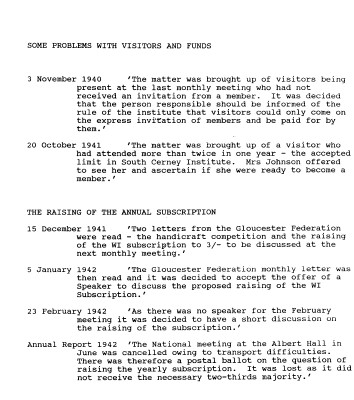 SOME PROBLEMS WITH VISITORS AND FUNDS
3 November 1940 'The matter was brought up of visitors being
present at the last monthly meeting who had not
received an invitation from a member. It was decided
that the person responsible should be informed of the
rule of the institute that visitors could only come on
the express invitation of members and be paid for by
them.'
20 October 1941 'The matter was brought up of a visitor who
had attended more than twice in one year - the accepted
limit in South Cerney Institute. Mrs Johnson offered
to see her and ascertain if she were ready to become a
member.'
THE RAISING OF THE ANNUAL SUBSCRIPTION
15 December 1941 'Two letters from the Gloucester Federation
were read - the handicraft competition and the raising
of the WI subscription to 3/- to be discussed at the
next monthly meeting.'
5 January 1942 'The Gloucester Federation monthly letter was
then read and it was decided to accept the offer of a
Speaker to discuss the proposed raising of the WI
Subscription.'
23 February 1942 'As there was no speaker for the February
meeting it was decided to have a short discussion on
the raising of the subscription.'
Annual Report 1942 'The National meeting at the Albert Hall in
June was cancelled owing to transport difficulties.
There was therefore a postal ballot on the question of
raising the yearly subscription. It was lost as it did
not receive the necessary two-thirds majority.'